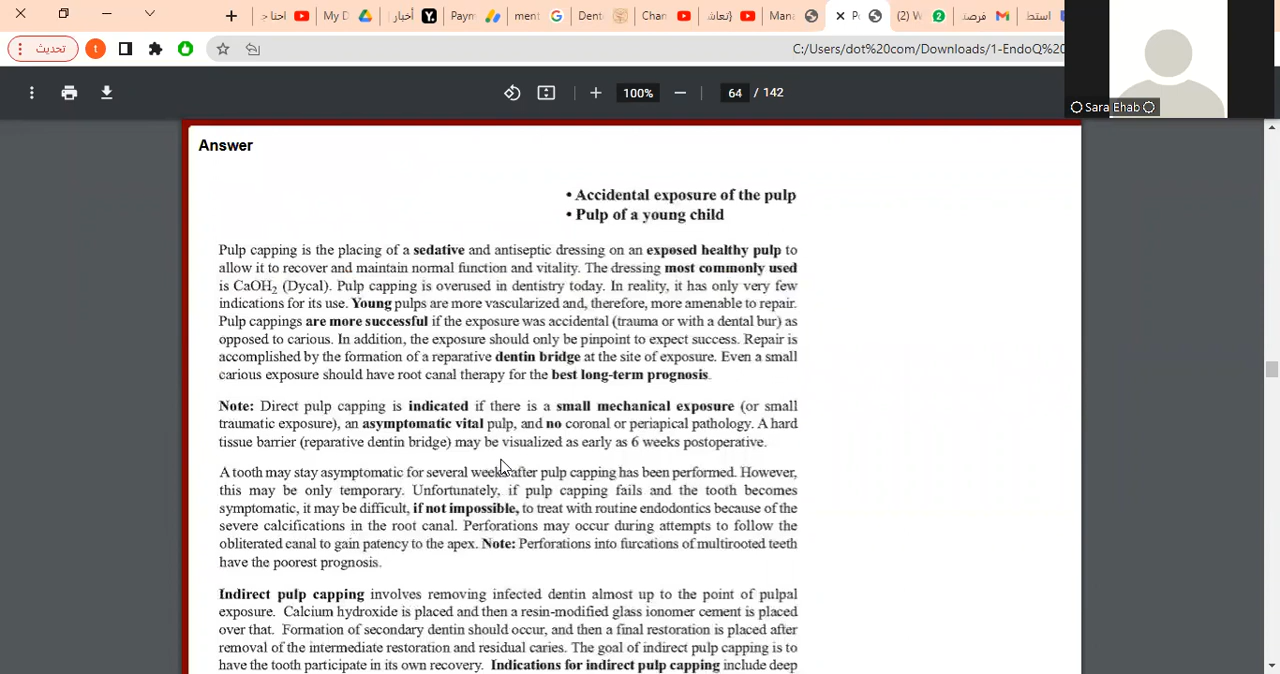 احنا ج
My D
أخبار
Paym
ment
Denti
Chan
{تعاش
Mana
Po
(2) W
فرصتك
استط
تحديث
t
C:/Users/dot%20com/Downloads/1-EndoQ%20
100%
64 / 142
Sara Ehab
Answer
• Accidental exposure of the pulp
• Pulp of a young child
Pulp capping is the placing of a sedative and antiseptic dressing on an exposed healthy pulp to
allow it to recover and maintain normal function and vitality. The dressing most commonly used
is CaOH2 (Dycal). Pulp capping is overused in dentistry today. In reality, it has only very few
indications for its use. Young pulps are more vascularized and, therefore, more amenable to repair.
Pulp cappings are more successful if the exposure was accidental (trauma or with a dental bur) as
opposed to carious. In addition, the exposure should only be pinpoint to expect success. Repair is
accomplished by the formation of a reparative dentin bridge at the site of exposure. Even a small
carious exposure should have root canal therapy for the best long-term prognosis.
Note: Direct pulp capping is indicated if there is a small mechanical exposure (or small
traumatic exposure), an asymptomatic vital pulp, and no coronal or periapical pathology. A hard
tissue barrier (reparative dentin bridge) may be visualized as early as 6 weeks postoperative.
A tooth may stay asymptomatic for several weeks after pulp capping has been performed. However,
this may be only temporary. Unfortunately, if pulp capping fails and the tooth becomes
symptomatic, it may be difficult, if not impossible, to treat with routine endodontics because of the
severe calcifications in the root canal. Perforations may occur during attempts to follow the
obliterated canal to gain patency to the apex. Note: Perforations into furcations of multirooted teeth
have the poorest prognosis.
Indirect pulp capping involves removing infected dentin almost up to the point of pulpal
exposure. Calcium hydroxide is placed and then a resin-modified glass ionomer cement is placed
over that. Formation of secondary dentin should occur, and then a final restoration is placed after
removal of the intermediate restoration and residual caries. The goal of indirect pulp capping is to
have the tooth participate in its own recovery. Indications for indirect pulp capping include deep